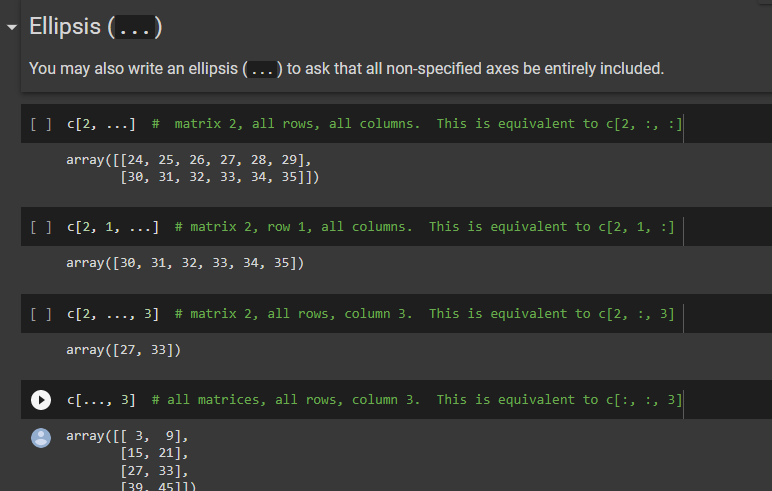 Ellipsis (...)
You may also write an ellipsis (...) to ask that all non-specified axes be entirely included.
[ ] c[2, ...]  #  matrix 2, all rows, all columns.  This is equivalent to c[2, :, :]
array([[24, 25, 26, 27, 28, 29],
       [30, 31, 32, 33, 34, 35]])
[ ] c[2, 1, ...]  # matrix 2, row 1, all columns.  This is equivalent to c[2, 1, :]
array([30, 31, 32, 33, 34, 35])
[ ] c[2, ..., 3]  # matrix 2, all rows, column 3.  This is equivalent to c[2, :, 3]
array([27, 33])
c[..., 3]  # all matrices, all rows, column 3.  This is equivalent to c[:, :, 3]
array([[ 3,  9],
       [15, 21],
       [27, 33],
       [39, 45]])